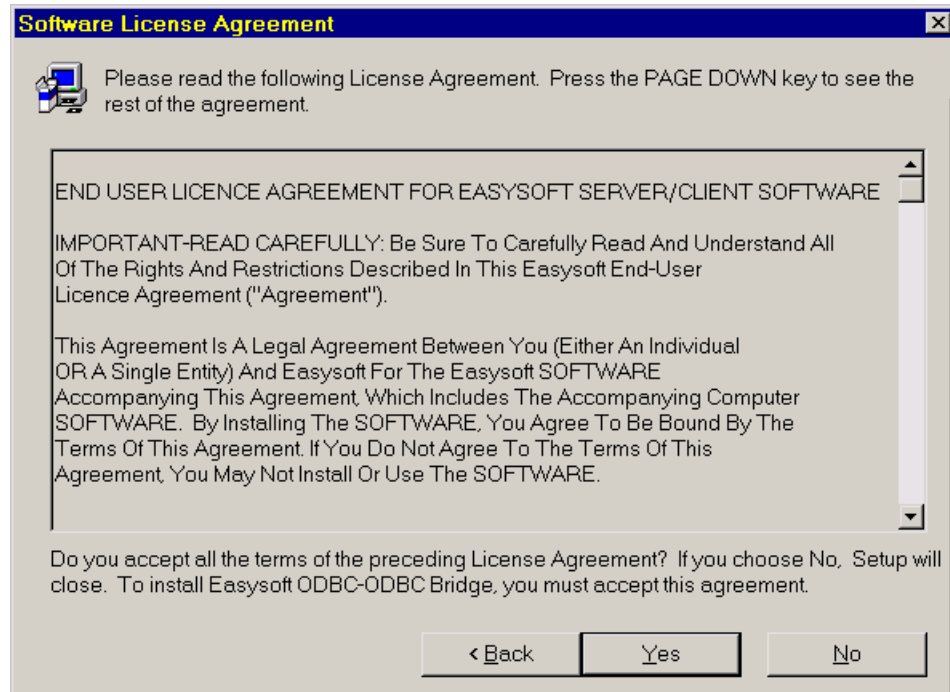 Software License Agreement
Please read the following License Agreement. Press the PAGE DOWN key to see the
rest of the agreement.
END USER LICENCE AGREEMENT FOR EASYSOFT SERVER/CLIENT SOFTWARE
IMPORTANT-READ CAREFULLY: Be Sure To Carefully Read And Understand All
Of The Rights And Restrictions Described In This Easysoft End-User
Licence Agreement ("Agreement").
This Agreement Is A Legal Agreement Between You (Either An Individual
OR A Single Entity) And Easysoft For The Easysoft SOFTWARE
Accompanying This Agreement, Which Includes The Accompanying Computer
SOFTWARE. By Installing The SOFTWARE, You Agree To Be Bound By The
Terms Of This Agreement. If You Do Not Agree To The Terms Of This
Agreement, You May Not Install Or Use The SOFTWARE.
Do you accept all the terms of the preceding License Agreement? If you choose No, Setup will
close. To install Easysoft ODBC-ODBC Bridge, you must accept this agreement.
< Back
Yes
No